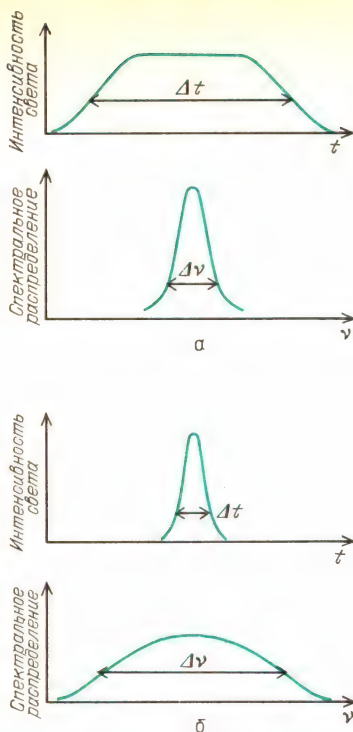 Интенсивность
света
Δt
t
Спектральное
распределение
Δν
ν
а
Интенсивность
света
Δt
t
Спектральное
распределение
Δν
ν
б